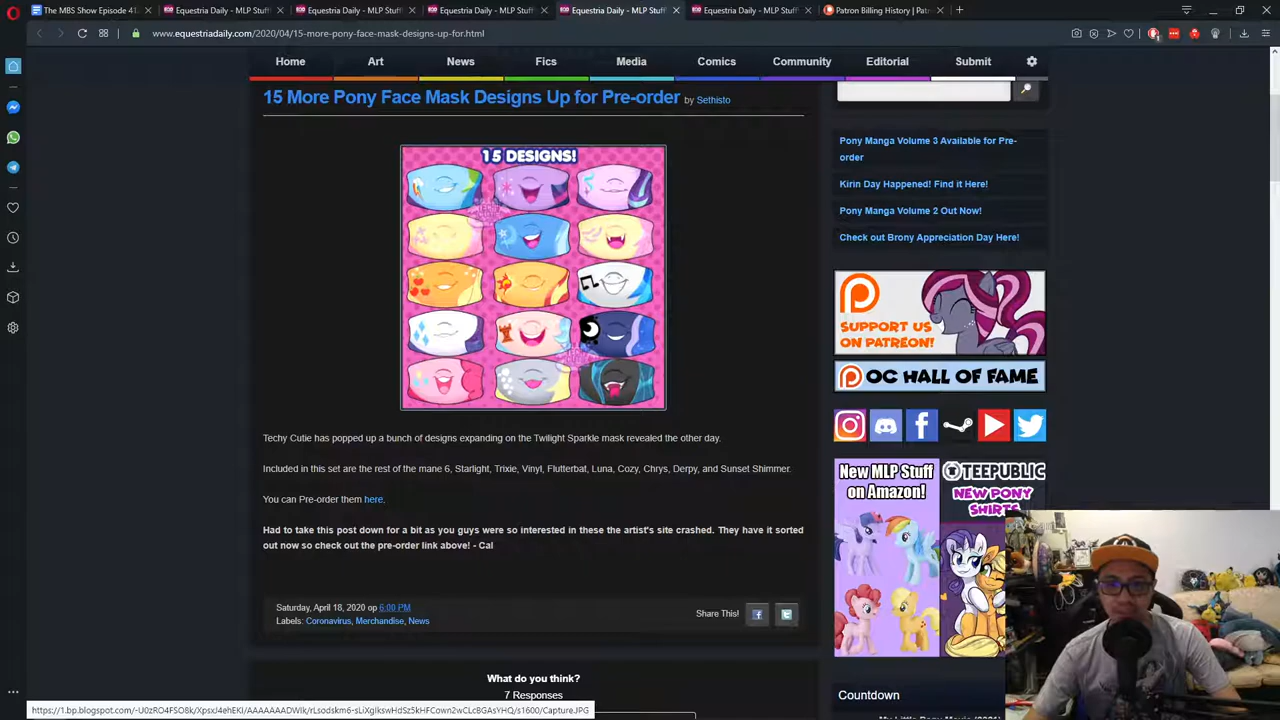 The MBS Show Episode 41
Equestria Daily - MLP Stuf
Equestria Daily - MLP Stuf
Equestria Daily - MLP Stuf
Equestria Daily - MLP Stuf
Equestria Daily - MLP Stuf
Patron Billing History | Pat
www.equestriadaily.com/2020/04/15-more-pony-face-mask-designs-up-for.html
Home
Art
News
Fics
Media
Comics
Community
Editorial
Submit
15 More Pony Face Mask Designs Up for Pre-order by Sethisto
15 DESIGNS!
Techy Cutie has popped up a bunch of designs expanding on the Twilight Sparkle mask revealed the other day.
Included in this set are the rest of the mane 6, Starlight, Trixie, Vinyl, Flutterbat, Luna, Cozy, Chrys, Derpy, and Sunset Shimmer.
You can Pre-order them here.
Had to take this post down for a bit as you guys were so interested in these the artist's site crashed. They have it sorted
out now so check out the pre-order link above! - Cal
Saturday, April 18, 2020 op 6:00 PM
Labels: Coronavirus, Merchandise, News
Share This!
What do you think?
7 Responses
Pony Manga Volume 3 Available for Pre-
order
Kirin Day Happened! Find it Here!
Pony Manga Volume 2 Out Now!
Check out Brony Appreciation Day Here!
SUPPORT US
ON PATREON!
OC HALL OF FAME
New MLP Stuff
on Amazon!
TEEPUBLIC
NEW PONY
SHIRTS
Countdown